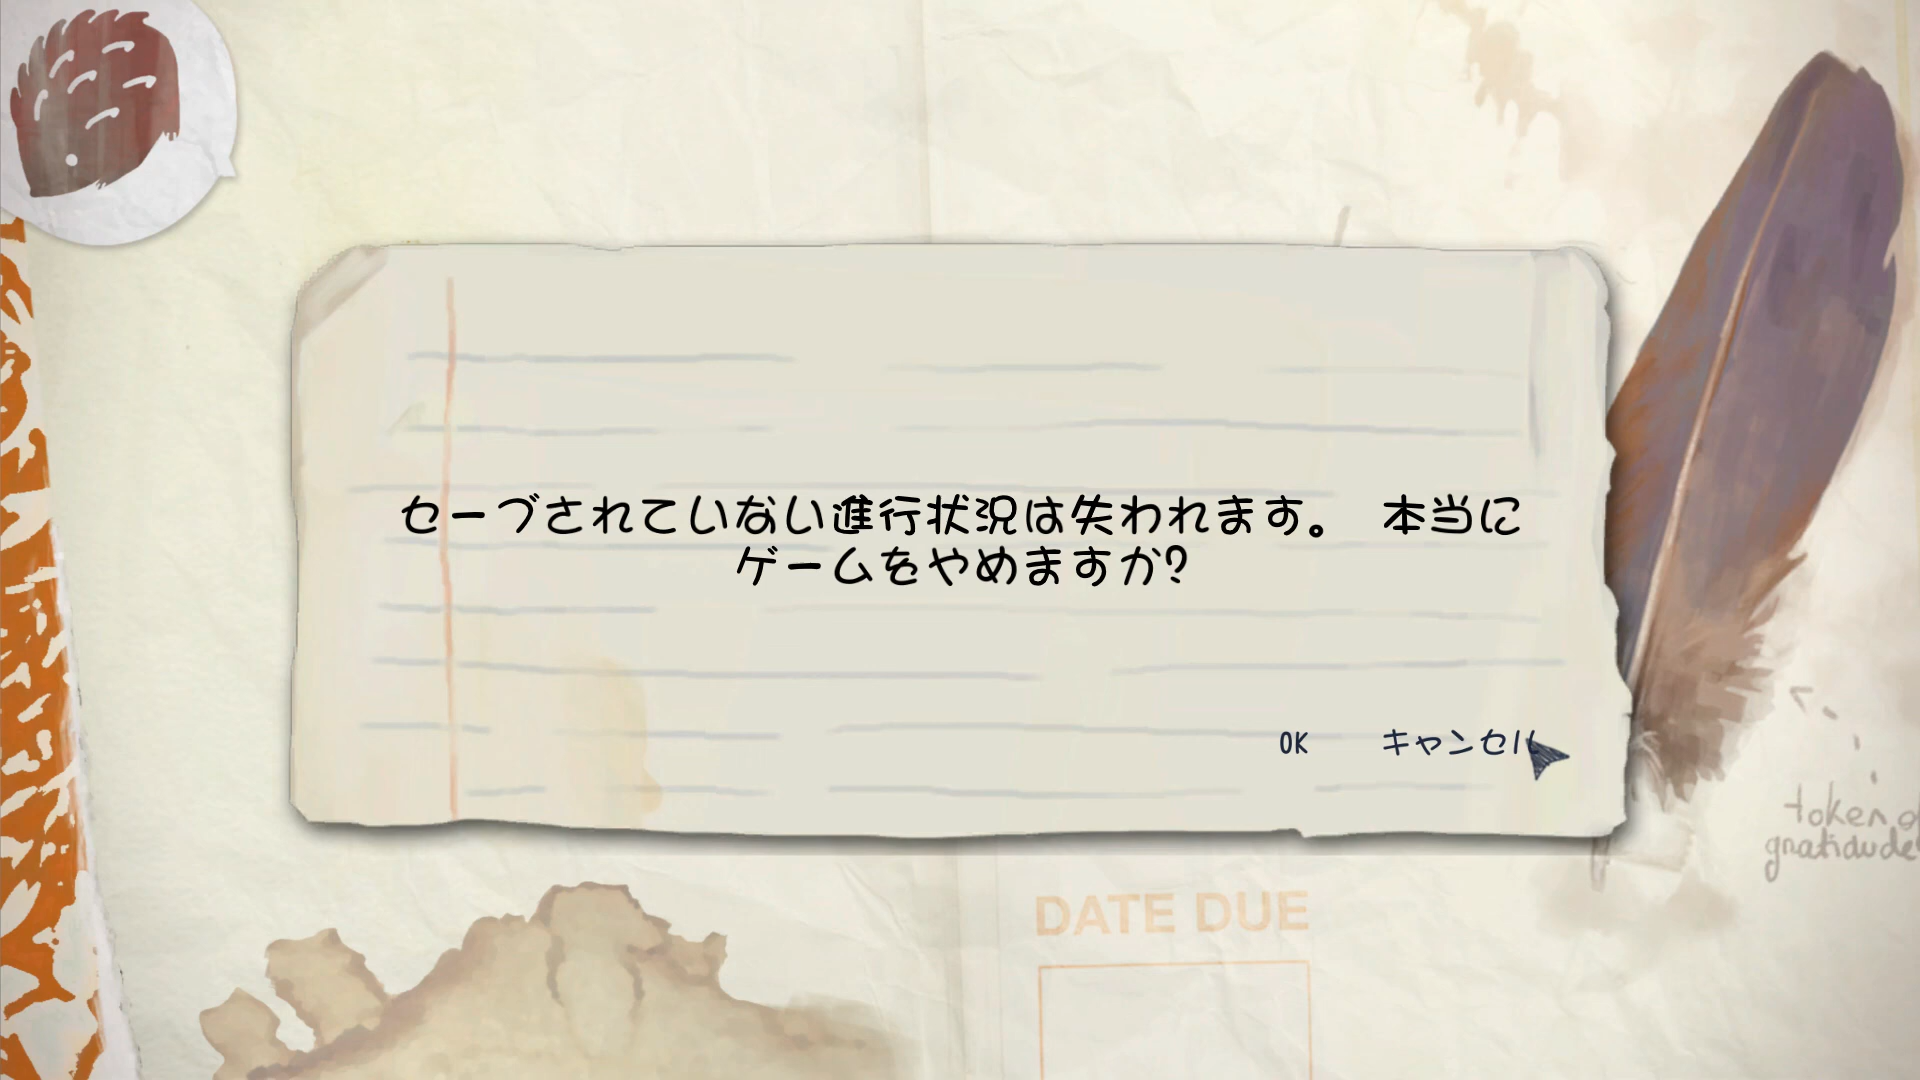 セーブされていない進行状況は失われます。 本当に
ゲームをやめますか?
OK キャンセル
token of
gratidude
DATE DUE